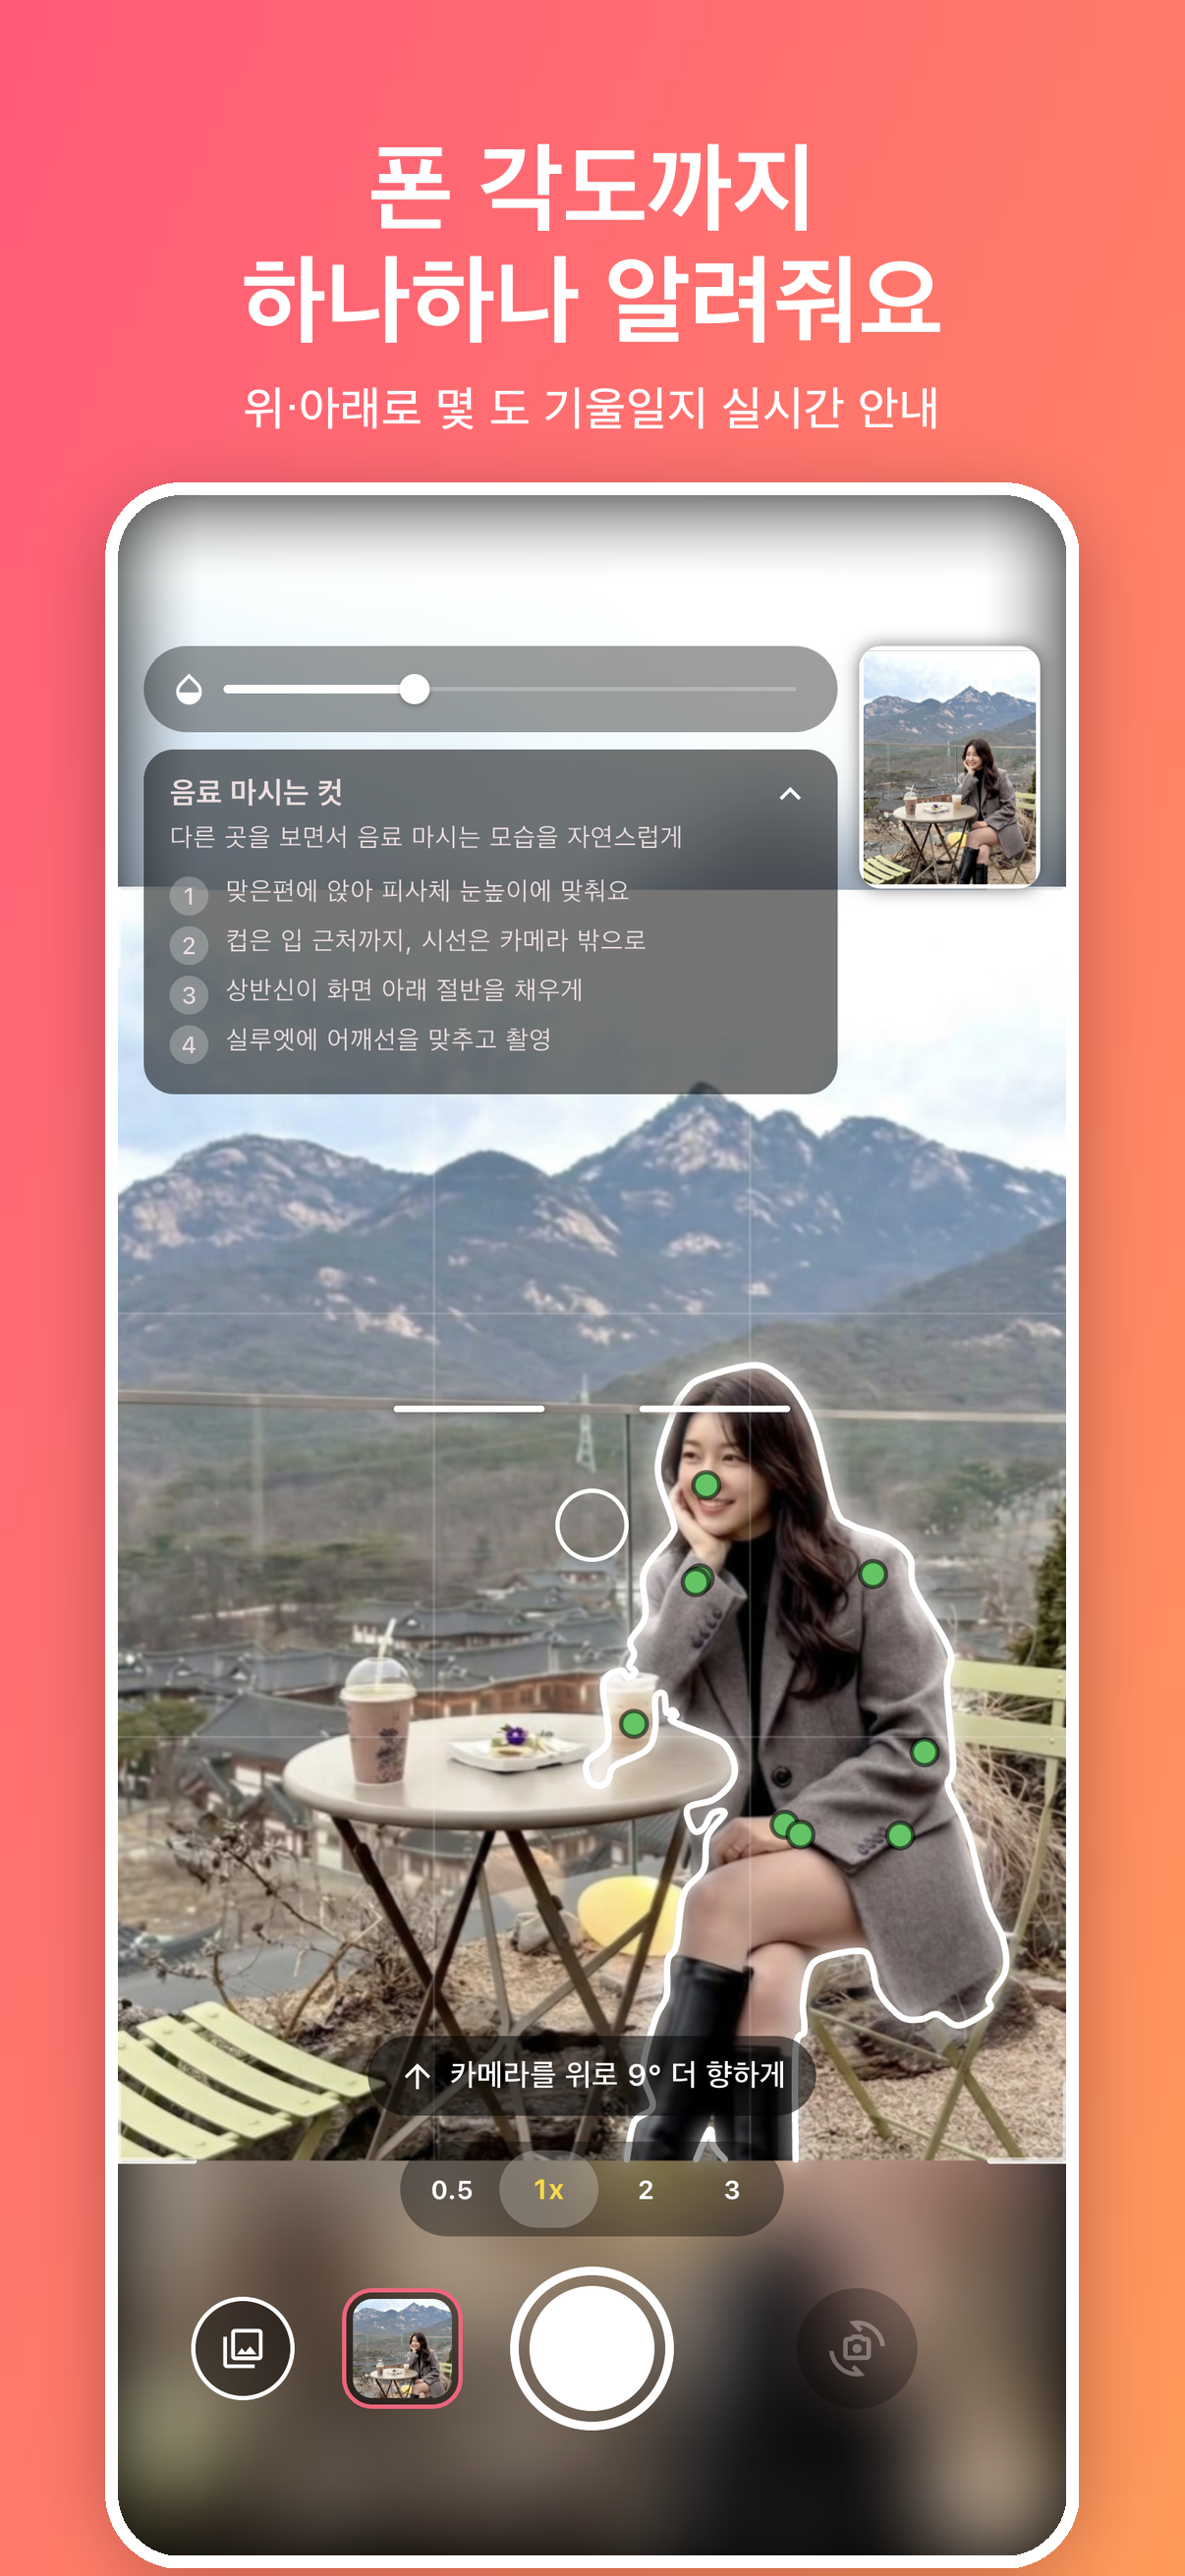 폰 각도까지
하나하나 알려줘요
위·아래로 몇 도 기울일지 실시간 안내
음료 마시는 컷
다른 곳을 보면서 음료 마시는 모습을 자연스럽게
1 맞은편에 앉아 피사체 눈높이에 맞춰요
2 컵은 입 근처까지, 시선은 카메라 밖으로
3 상반신이 화면 아래 절반을 채우게
4 실루엣에 어깨선을 맞추고 촬영
↑ 카메라를 위로 9° 더 향하게
0.5 1x 2 3